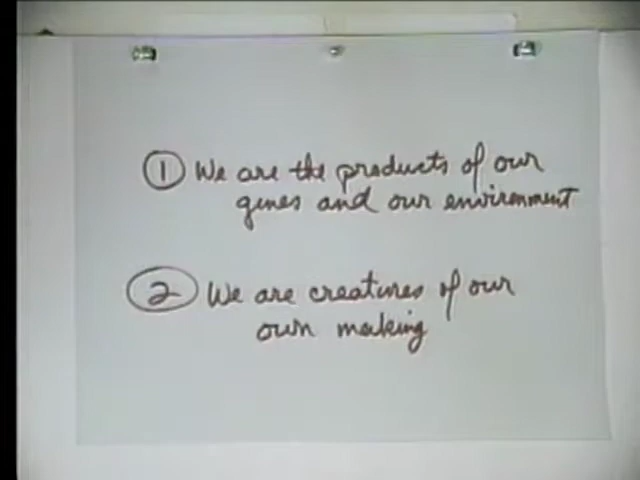 ① We are the products of our
genes and our environment
② We are creatures of our
own making